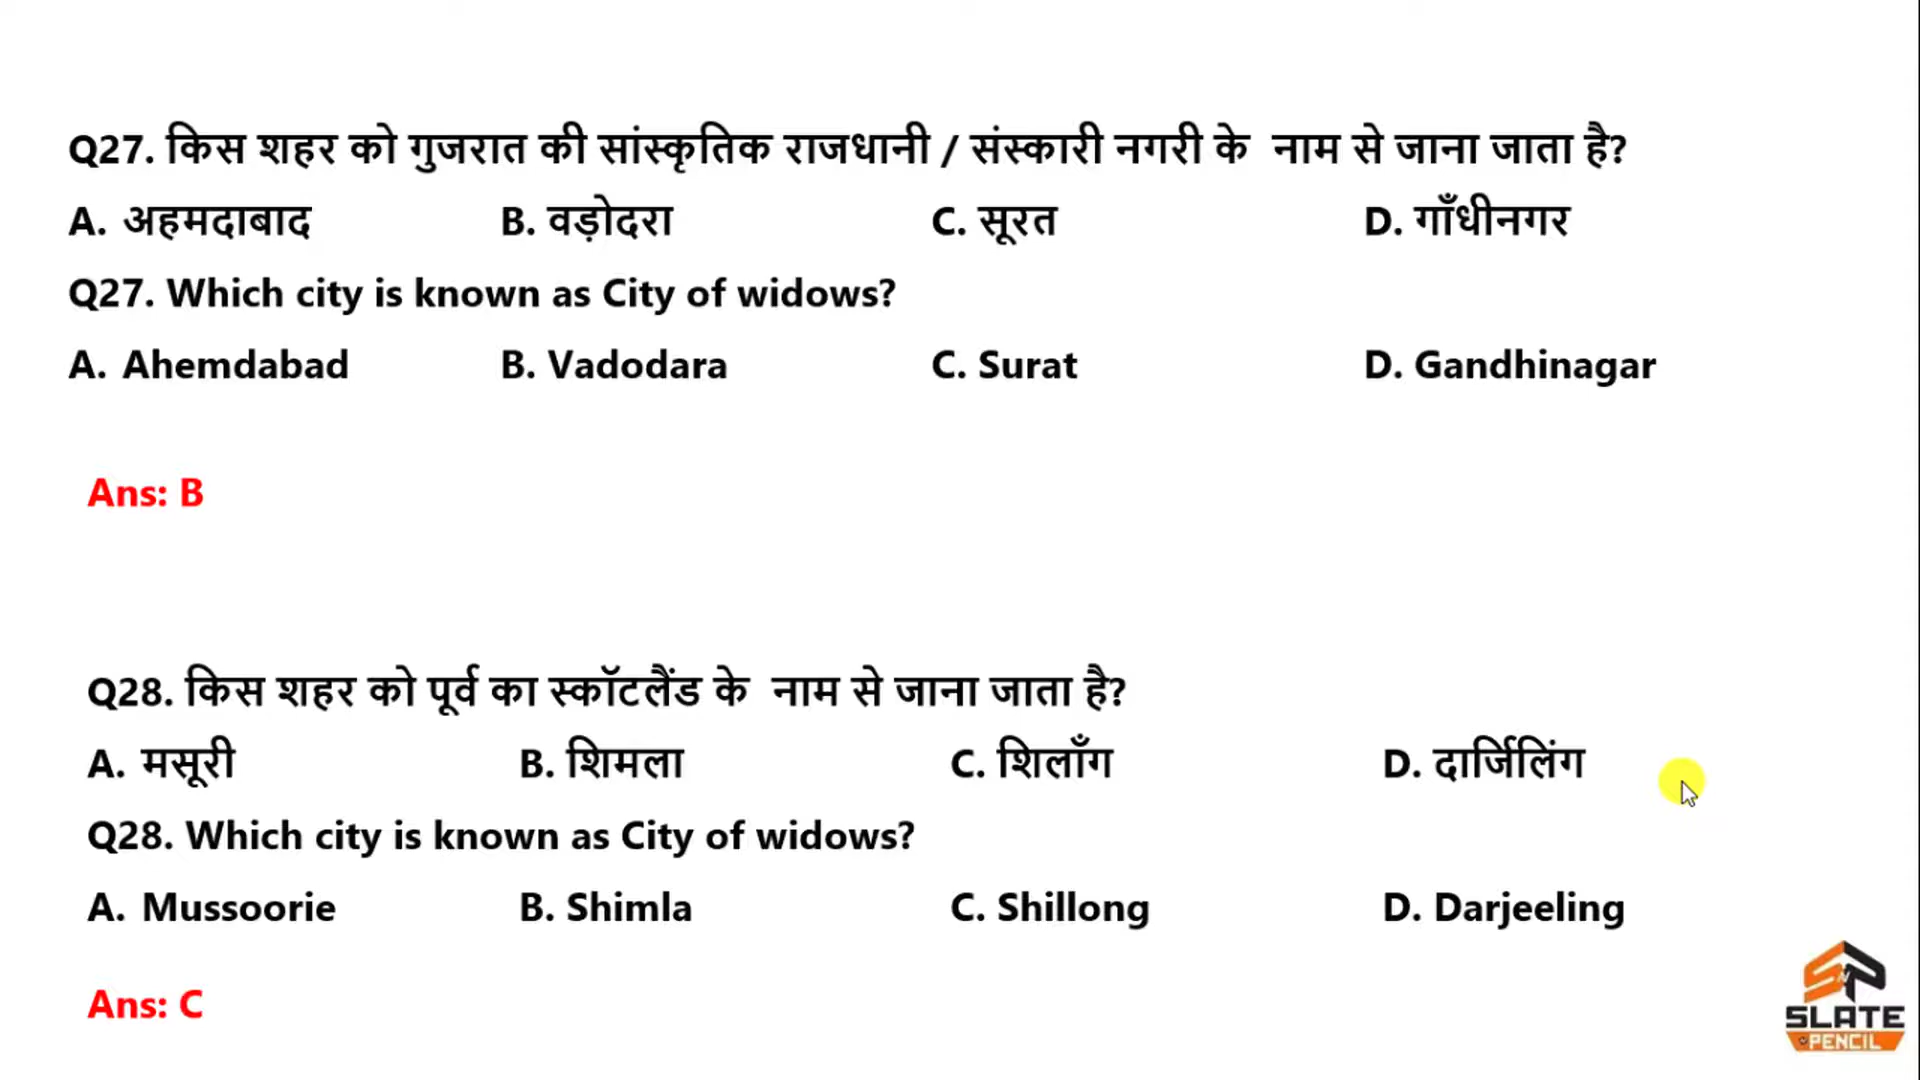 Q27. किस शहर को गुजरात की सांस्कृतिक राजधानी / संस्कारी नगरी के नाम से जाना जाता है?
A. अहमदाबाद B. वड़ोदरा C. सूरत D. गाँधीनगर
Q27. Which city is known as City of widows?
A. Ahemdabad B. Vadodara C. Surat D. Gandhinagar
Ans: B
Q28. किस शहर को पूर्व का स्कॉटलैंड के नाम से जाना जाता है?
A. मसूरी B. शिमला C. शिलाँग D. दार्जिलिंग
Q28. Which city is known as City of widows?
A. Mussoorie B. Shimla C. Shillong D. Darjeeling
Ans: C
SLATE
PENCIL